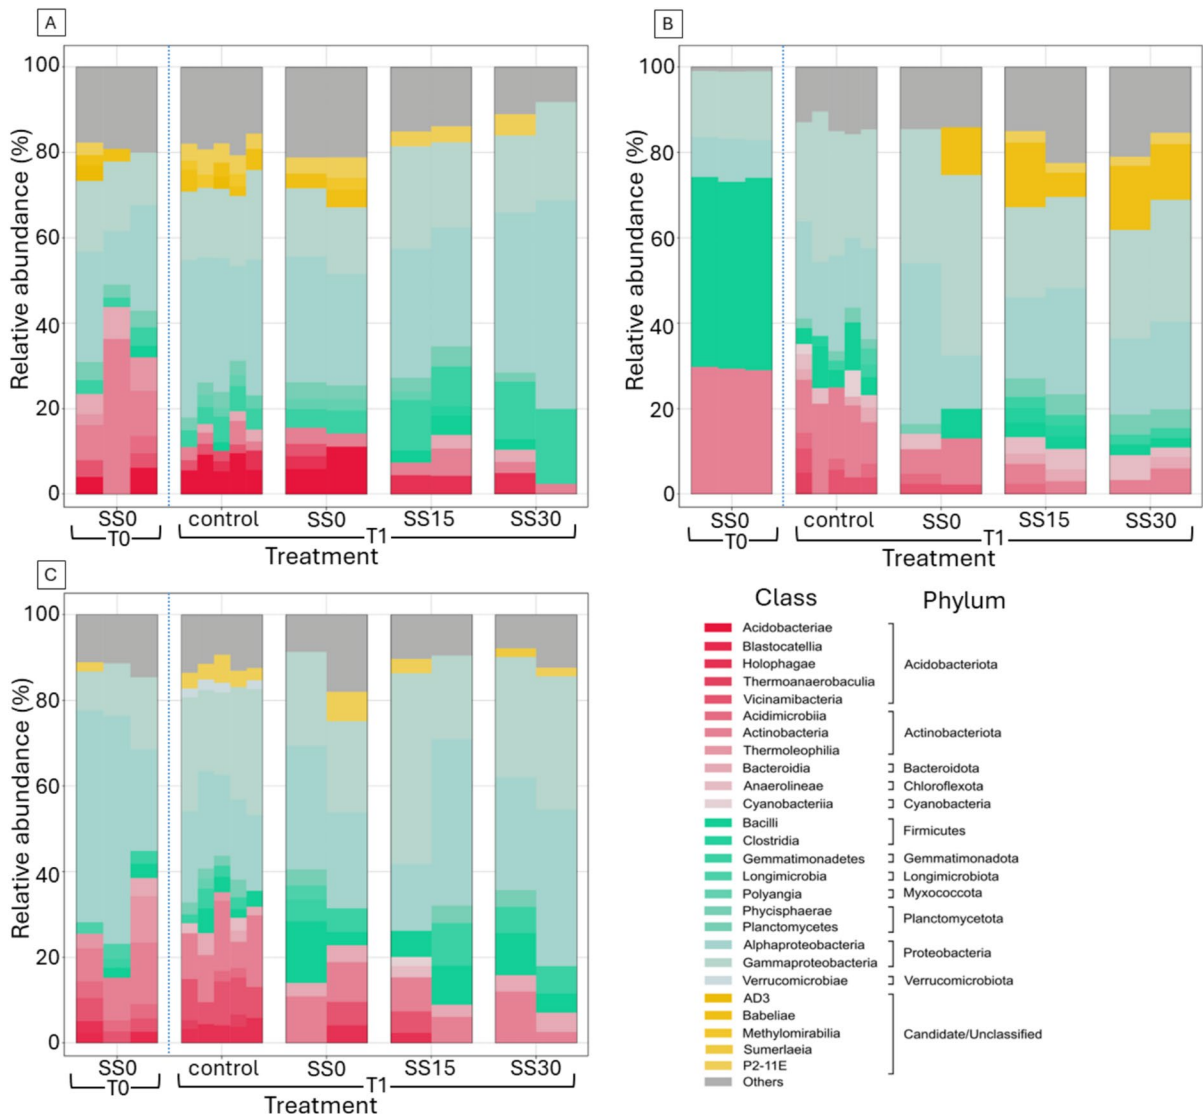 A
Relative abundance (%)
100
80
60
40
20
0
SS0 control SS0 SS15 SS30
T0 T1
Treatment
B
Relative abundance (%)
100
80
60
40
20
0
SS0 control SS0 SS15 SS30
T0 T1
Treatment
C
Relative abundance (%)
100
80
60
40
20
0
SS0 control SS0 SS15 SS30
T0 T1
Treatment
Class Phylum
Acidobacteriae
Blastocatellia
Holophagae Acidobacteriota
Thermoanaerobaculia
Vicinamibacteria
Acidimicrobiia
Actinobacteria Actinobacteriota
Thermoleophilia
Bacteroidia Bacteroidota
Anaerolineae Chloroflexota
Cyanobacteriia Cyanobacteria
Bacilli Firmicutes
Clostridia
Gemmatimonadetes Gemmatimonadota
Longimicrobia Longimicrobiota
Polyangia Myxococcota
Phycisphaerae Planctomycetota
Planctomycetes
Alphaproteobacteria Proteobacteria
Gammaproteobacteria
Verrucomicrobiae Verrucomicrobiota
AD3
Babeliae
Methylomirabilia Candidate/Unclassified
Sumerlaeia
P2-11E
Others